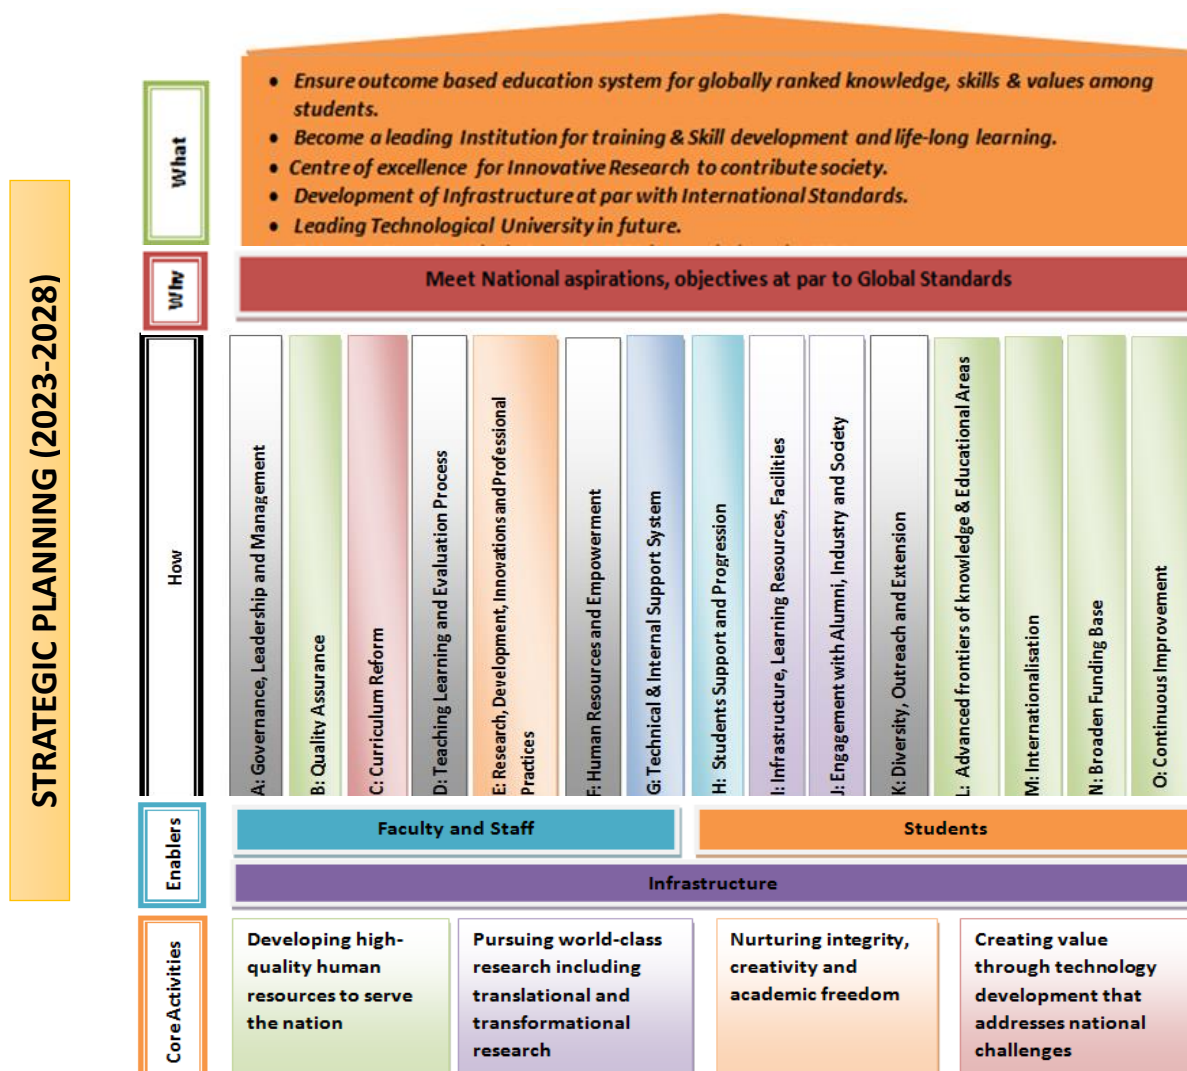 STRATEGIC PLANNING (2023-2028)
What
• Ensure outcome based education system for globally ranked knowledge, skills & values among
students.
• Become a leading Institution for training & Skill development and life-long learning.
• Centre of excellence for Innovative Research to contribute society.
• Development of Infrastructure at par with International Standards.
• Leading Technological University in future.
Why
Meet National aspirations, objectives at par to Global Standards
How
A: Governance, Leadership and Management
B: Quality Assurance
C: Curriculum Reform
D: Teaching Learning and Evaluation Process
E: Research, Development, Innovations and Professional
Practices
F: Human Resources and Empowerment
G: Technical & Internal Support System
H: Students Support and Progression
I: Infrastructure, Learning Resources, Facilities
J: Engagement with Alumni, Industry and Society
K: Diversity, Outreach and Extension
L: Advanced frontiers of knowledge & Educational Areas
M: Internationalisation
N: Broaden Funding Base
O: Continuous Improvement
Enablers
Faculty and Staff
Students
Infrastructure
Core Activities
Developing high-
quality human
resources to serve
the nation
Pursuing world-class
research including
translational and
transformational
research
Nurturing integrity,
creativity and
academic freedom
Creating value
through technology
development that
addresses national
challenges